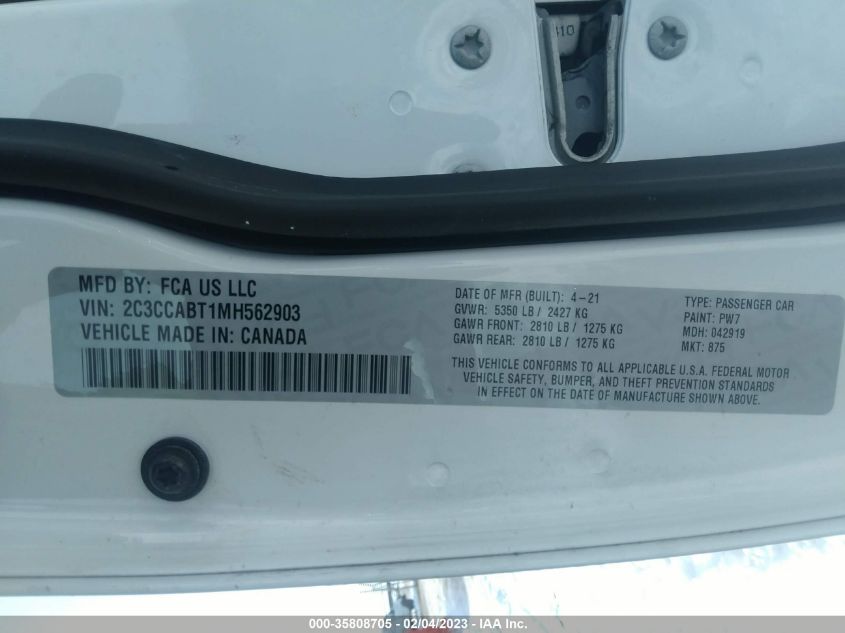 310
MFD BY: FCA US LLC
VIN: 2C3CCABT1MH562903
VEHICLE MADE IN: CANADA
DATE OF MFR (BUILT): 4-21
GVWR: 5350 LB / 2427 KG
GAWR FRONT: 2810 LB / 1275 KG
GAWR REAR: 2810 LB / 1275 KG
TYPE: PASSENGER CAR
PAINT: PW7
MDH: 042919
MKT: 875
THIS VEHICLE CONFORMS TO ALL APPLICABLE U.S.A. FEDERAL MOTOR
VEHICLE SAFETY, BUMPER, AND THEFT PREVENTION STANDARDS
IN EFFECT ON THE DATE OF MANUFACTURE SHOWN ABOVE.
000-35808705 - 02/04/2023 - IAA Inc.